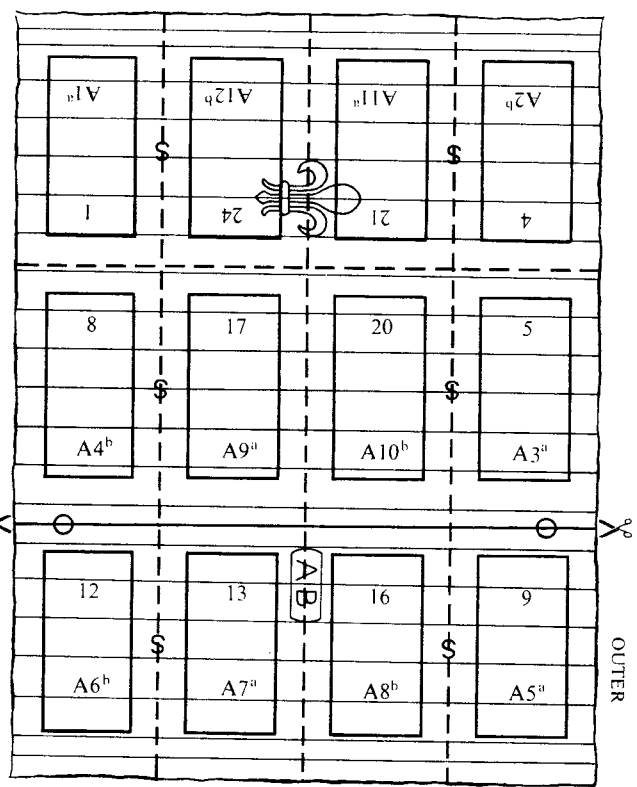 A1ᵃ A12ᵇ A11ᵃ A2ᵇ
1 24 21 4
8 17 20 5
A4ᵇ A9ᵃ A10ᵇ A3ᵃ
AB
12 13 16 9
A6ᵇ A7ᵃ A8ᵇ A5ᵃ
OUTER